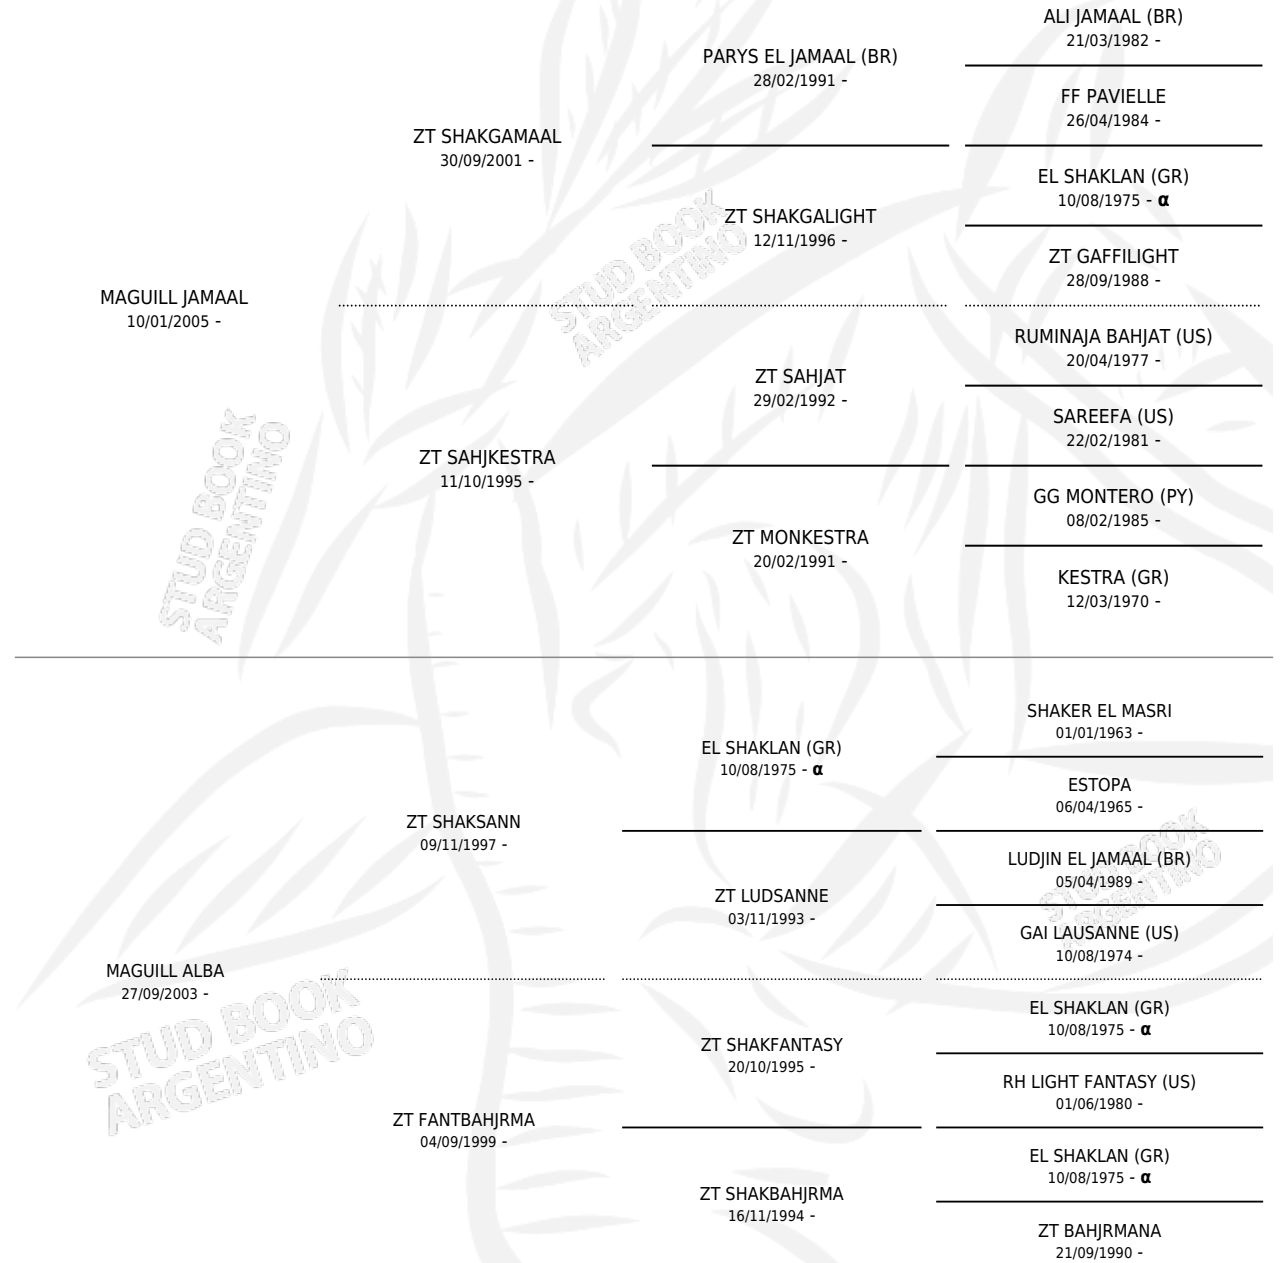 ALI JAMAAL (BR)
21/03/1982 -
PARYS EL JAMAAL (BR)
28/02/1991 -
FF PAVIELLE
26/04/1984 -
ZT SHAKGAMAAL
30/09/2001 -
EL SHAKLAN (GR)
10/08/1975 - α
ZT SHAKGALIGHT
12/11/1996 -
ZT GAFFILIGHT
28/09/1988 -
MAGUILL JAMAAL
10/01/2005 -
RUMINAJA BAHJAT (US)
20/04/1977 -
ZT SAHJAT
29/02/1992 -
SAREEFA (US)
22/02/1981 -
ZT SAHJKESTRA
11/10/1995 -
GG MONTERO (PY)
08/02/1985 -
ZT MONKESTRA
20/02/1991 -
KESTRA (GR)
12/03/1970 -
SHAKER EL MASRI
01/01/1963 -
EL SHAKLAN (GR)
10/08/1975 - α
ESTOPA
06/04/1965 -
ZT SHAKSANN
09/11/1997 -
LUDJIN EL JAMAAL (BR)
05/04/1989 -
ZT LUDSANNE
03/11/1993 -
GAI LAUSANNE (US)
10/08/1974 -
MAGUILL ALBA
27/09/2003 -
EL SHAKLAN (GR)
10/08/1975 - α
ZT SHAKFANTASY
20/10/1995 -
RH LIGHT FANTASY (US)
01/06/1980 -
ZT FANTBAHJRMA
04/09/1999 -
EL SHAKLAN (GR)
10/08/1975 - α
ZT SHAKBAHJRMA
16/11/1994 -
ZT BAHJRMANA
21/09/1990 -
STUD BOOK
ARGENTINO
STUD BOOK
ARGENTINO
STUD BOOK
ARGENTINO
STUD BOOK
ARGENTINO